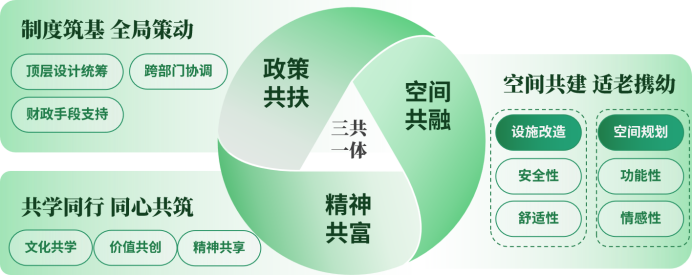 制度筑基 全局策动
顶层设计统筹
跨部门协调
财政手段支持
政策
共扶
空间
共融
三共
一体
精神
共富
空间共建 适老携幼
设施改造
空间规划
安全性
功能性
舒适性
情感性
共学同行 同心共筑
文化共学
价值共创
精神共享